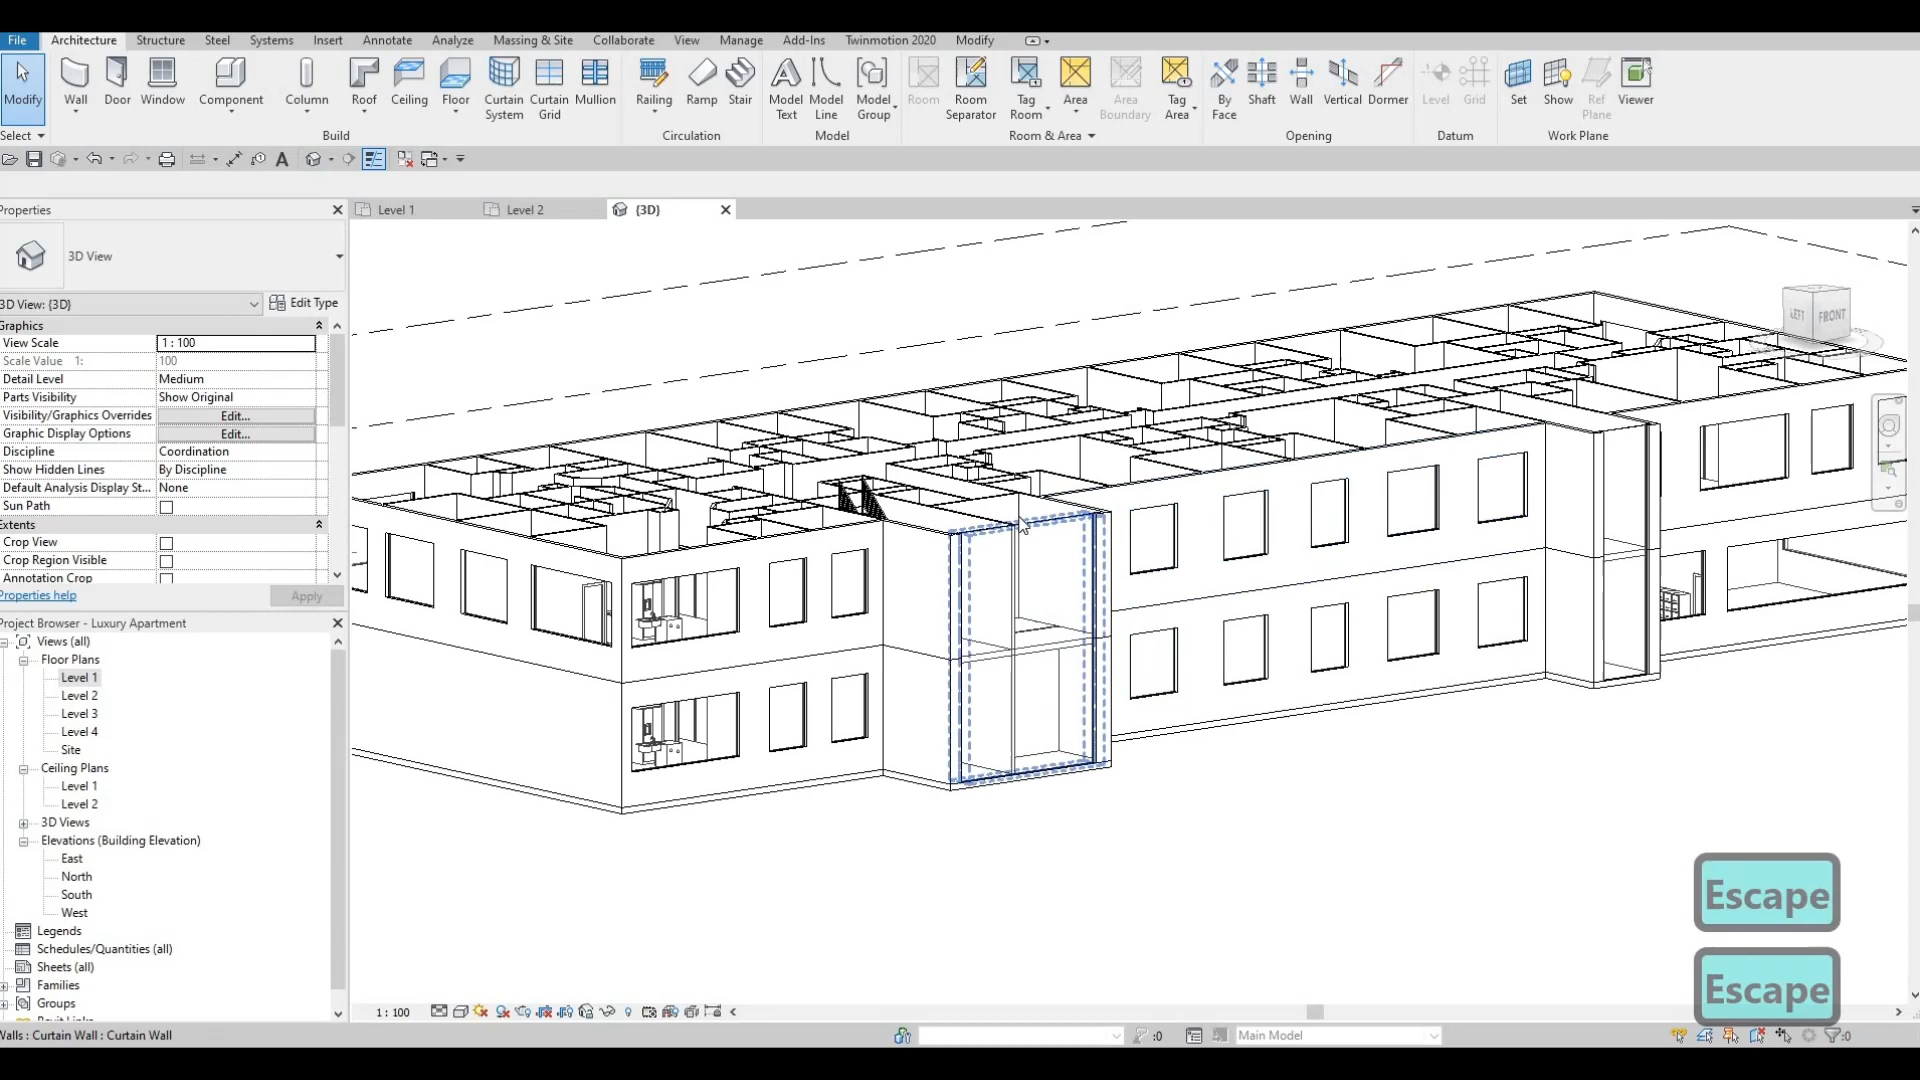 File Architecture Structure Steel Systems Insert Annotate Analyze Massing & Site Collaborate View Manage Add-Ins Twinmotion 2020 Modify
Modify Wall Door Window Component Column Roof Ceiling Floor Curtain System Curtain Grid Mullion Railing Ramp Stair Model Text Model Line Model Group Room Room Separator Tag Room Area Area Boundary Tag Area By Face Shaft Wall Vertical Dormer Level Grid Set Show Ref Plane Viewer
Select Build Circulation Model Room & Area Opening Datum Work Plane
Properties
Level 1 Level 2 {3D}
3D View
LEFT FRONT
3D View: {3D} Edit Type
Graphics
View Scale 1 : 100
Scale Value 1: 100
Detail Level Medium
Parts Visibility Show Original
Visibility/Graphics Overrides Edit...
Graphic Display Options Edit...
Discipline Coordination
Show Hidden Lines By Discipline
Default Analysis Display St... None
Sun Path
Extents
Crop View
Crop Region Visible
Annotation Crop
Properties help Apply
Project Browser - Luxury Apartment
Views (all)
Floor Plans
Level 1
Level 2
Level 3
Level 4
Site
Ceiling Plans
Level 1
Level 2
3D Views
Elevations (Building Elevation)
East
North
South
West
Legends
Schedules/Quantities (all)
Sheets (all)
Families
Groups
Escape
Escape
1 : 100
Walls : Curtain Wall : Curtain Wall :0 Main Model :0